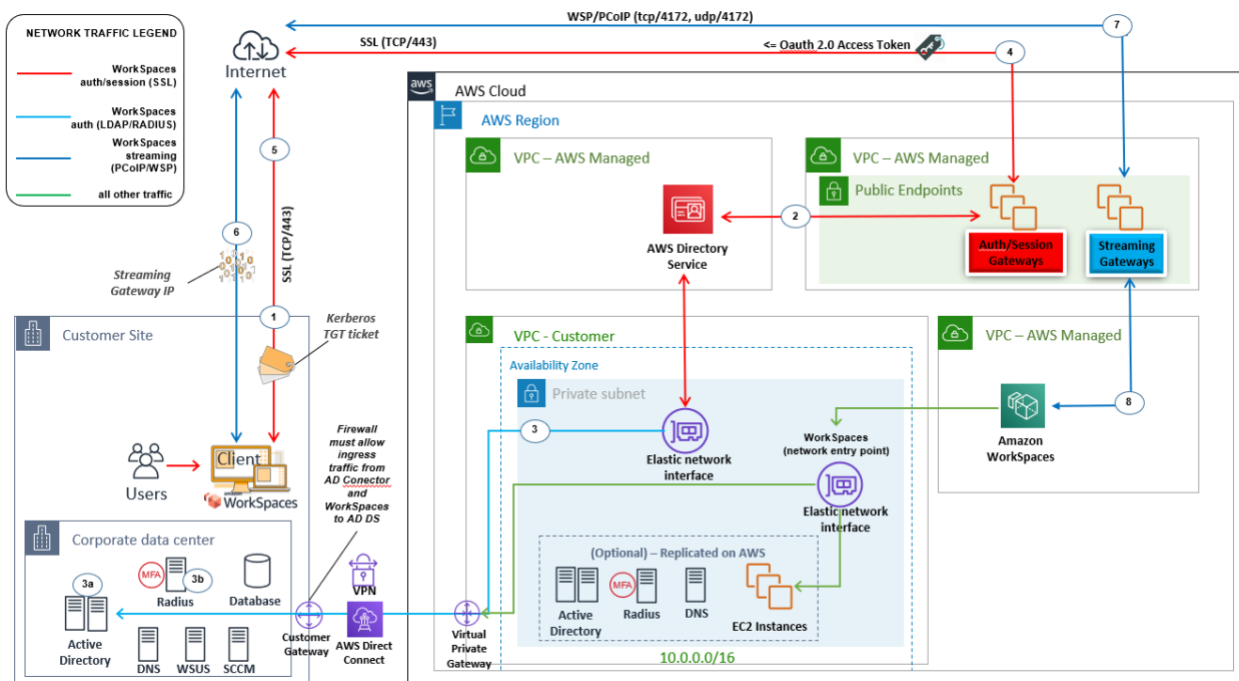 NETWORK TRAFFIC LEGEND
WorkSpaces
auth/session (SSL)
WorkSpaces
auth (LDAP/RADIUS)
WorkSpaces
streaming
(PCoIP/WSP)
all other traffic
Internet
WSP/PCoIP (tcp/4172, udp/4172)
7
SSL (TCP/443)
<= Oauth 2.0 Access Token
4
aws
AWS Cloud
AWS Region
VPC – AWS Managed
VPC – AWS Managed
Public Endpoints
5
6
SSL (TCP/443)
Streaming
Gateway IP
1
Kerberos
TGT ticket
AWS Directory
Service
2
Auth/Session
Gateways
Streaming
Gateways
Customer Site
Users
Client
WorkSpaces
Firewall
must allow
ingress
traffic from
AD Conector
and
WorkSpaces
to AD DS
VPC - Customer
Availability Zone
Private subnet
3
Elastic network
interface
WorkSpaces
(network entry point)
Elastic network
interface
VPC – AWS Managed
8
Amazon
WorkSpaces
Corporate data center
3a
MFA
3b
Radius
Database
Active
Directory
DNS
WSUS
SCCM
Customer
Gateway
VPN
AWS Direct
Connect
Virtual
Private
Gateway
(Optional) – Replicated on AWS
Active
Directory
MFA
Radius
DNS
EC2 Instances
10.0.0.0/16